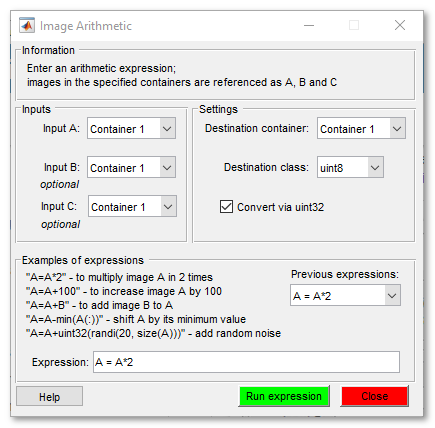 Image Arithmetic
Information
Enter an arithmetic expression;
images in the specified containers are referenced as A, B and C
Inputs
Input A: Container 1
Input B: Container 1
optional
Input C: Container 1
optional
Settings
Destination container: Container 1
Destination class: uint8
Convert via uint32
Examples of expressions
"A=A*2" - to multiply image A in 2 times
"A=A+100" - to increase image A by 100
"A=A+B" - to add image B to A
"A=A-min(A(:))" - shift A by its minimum value
"A=A+uint32(randi(20, size(A)))" - add random noise
Previous expressions:
A = A*2
Expression: A = A*2
Help
Run expression
Close